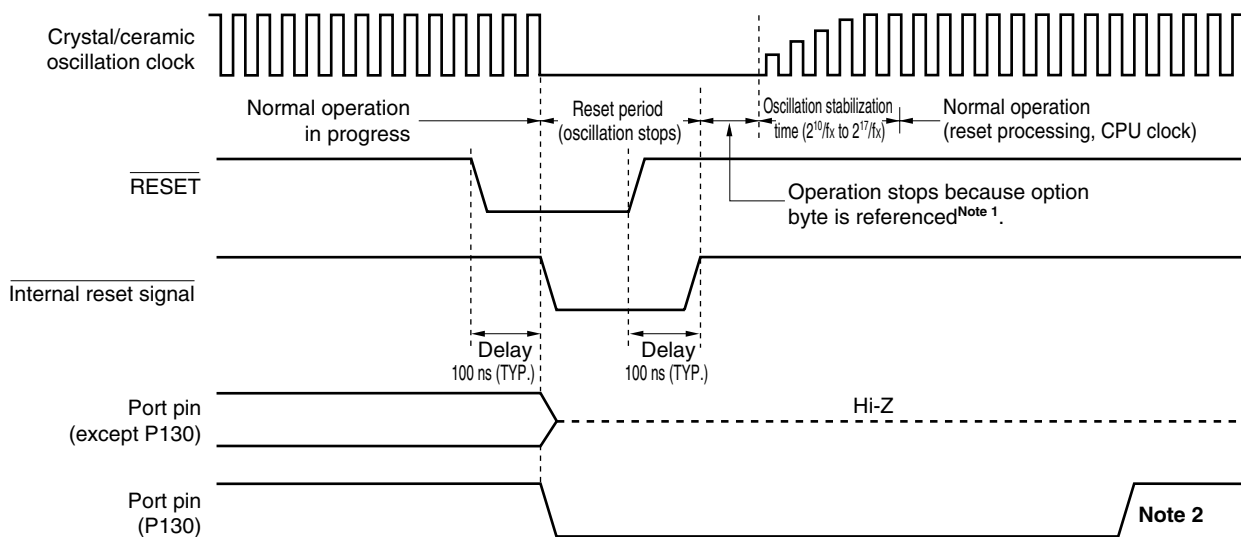 Crystal/ceramic
oscillation clock
Normal operation
in progress
Reset period
(oscillation stops)
Oscillation stabilization
time (2¹⁰/fx to 2¹⁷/fx)
Normal operation
(reset processing, CPU clock)
RESET
Operation stops because option
byte is referenced Note 1.
Internal reset signal
Delay
100 ns (TYP.)
Delay
100 ns (TYP.)
Port pin
(except P130)
Hi-Z
Port pin
(P130)
Note 2